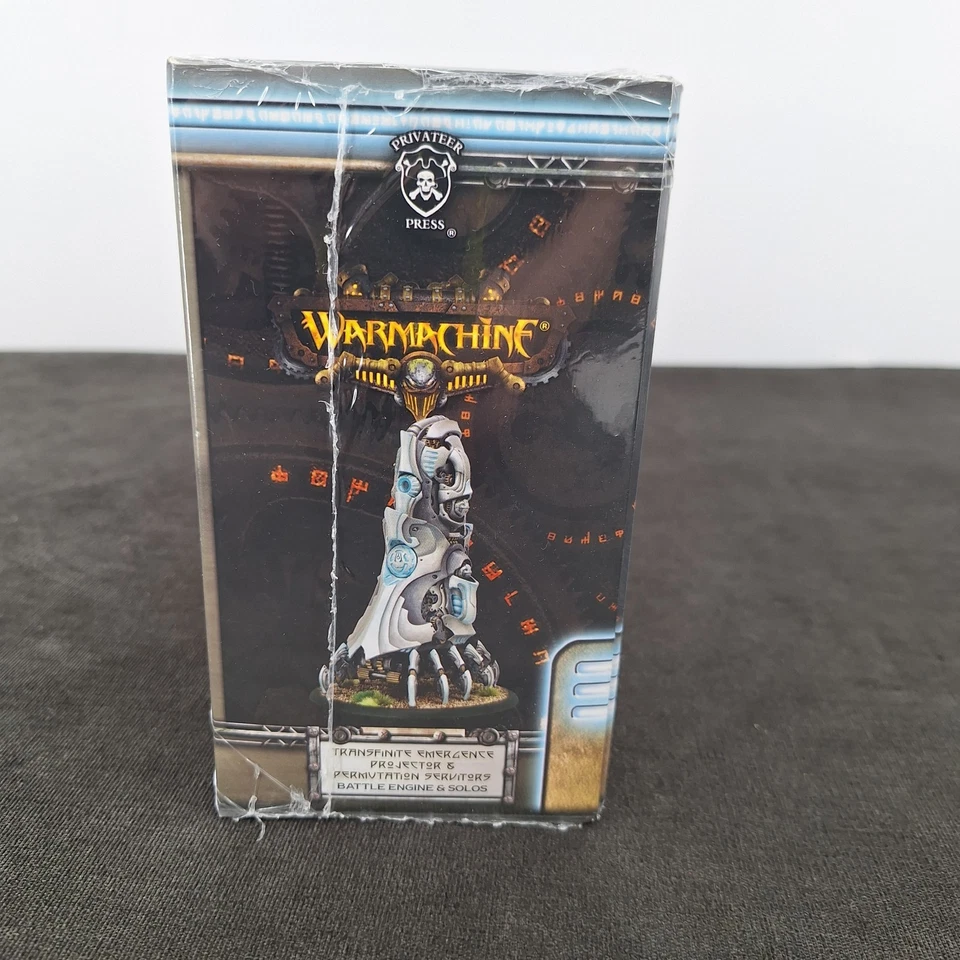 PRIVATEER
PRESS®
WARMACHINE®
TRANSFINITE EMERGENCE
PROJECTOR &
PERMUTATION SERVITORS
BATTLE ENGINE & SOLOS